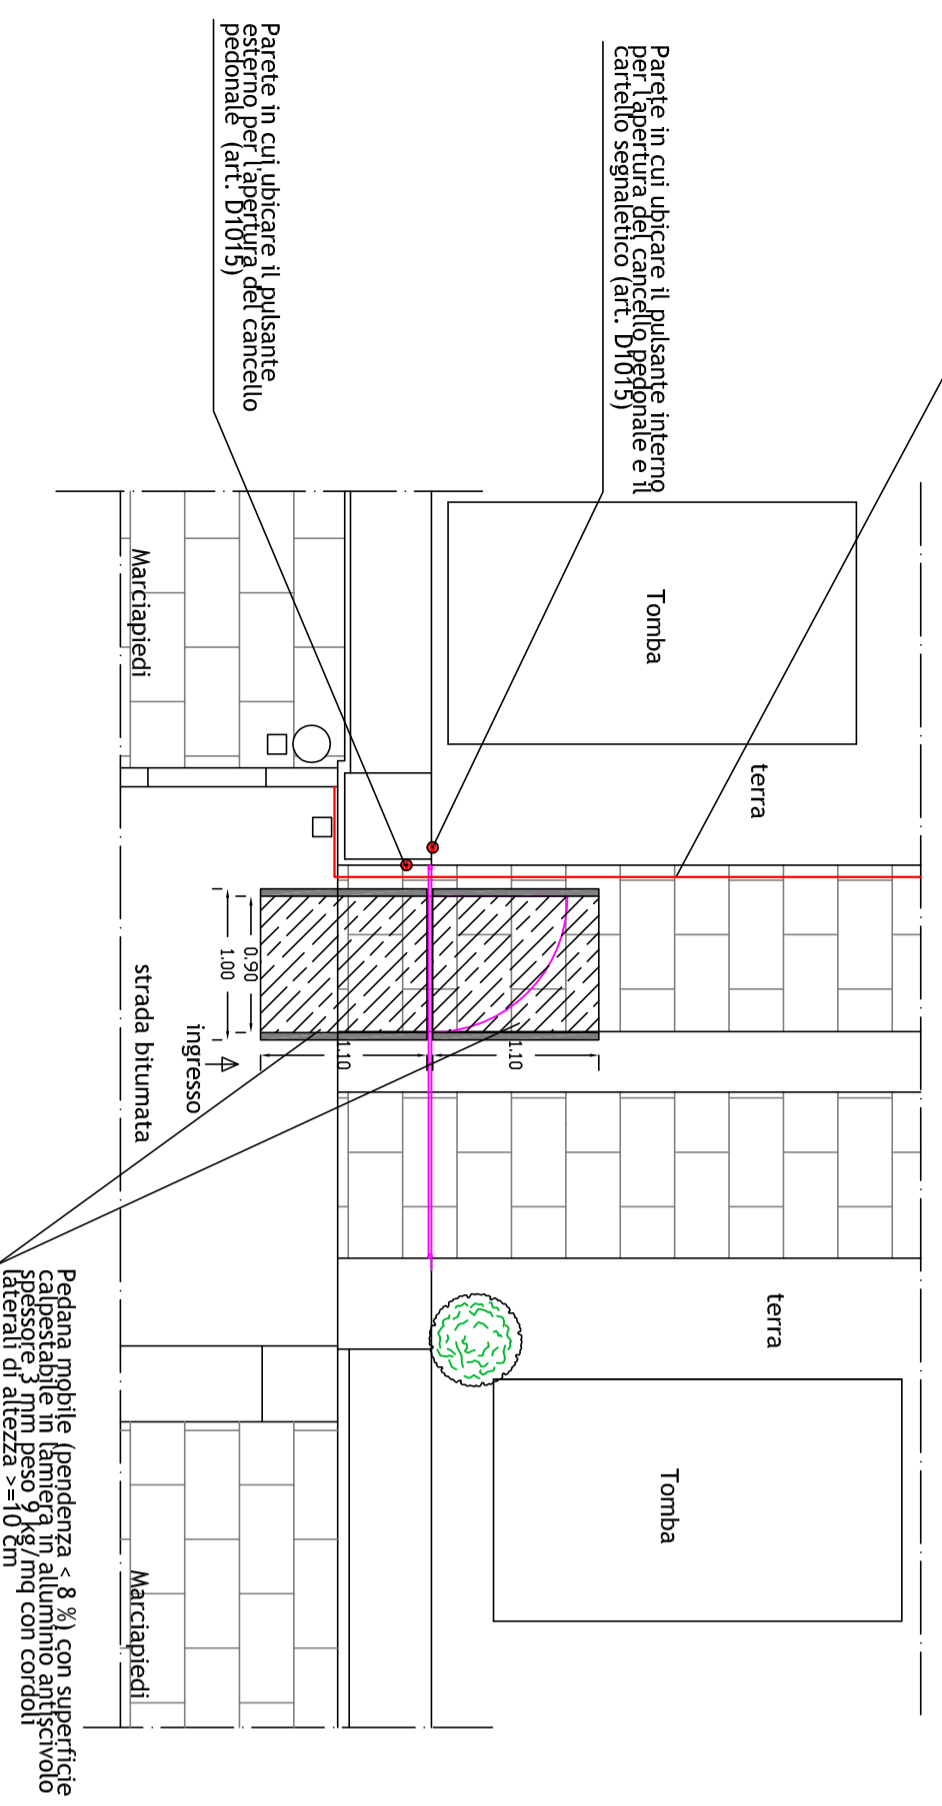 Parete in cui ubicare il pulsante interno
per l'apertura del cancello pedonale e il
cartello segnaletico (art. D1015)
Parete in cui ubicare il pulsante
esterno per l'apertura del cancello
pedonale (art. D1015)
Tomba
terra
Marciapiedi
0.90
1.00
1.10
1.10
ingresso
strada bitumata
terra
Tomba
Marciapiedi
Pedana mobile (pendenza < 8 %) con superficie
calpestabile in lamiera in alluminio antiscivolo
spessore 3 mm peso 9 kg/mq con cordoli
laterali di altezza >=10 cm